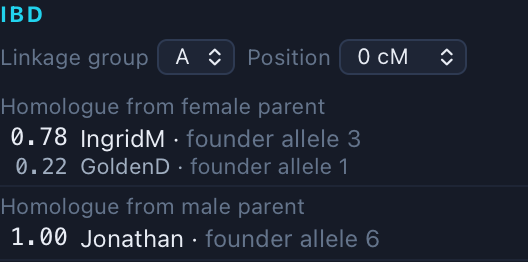 IBD
Linkage group A Position 0 cM
Homologue from female parent
0.78 IngridM · founder allele 3
0.22 GoldenD · founder allele 1
Homologue from male parent
1.00 Jonathan · founder allele 6